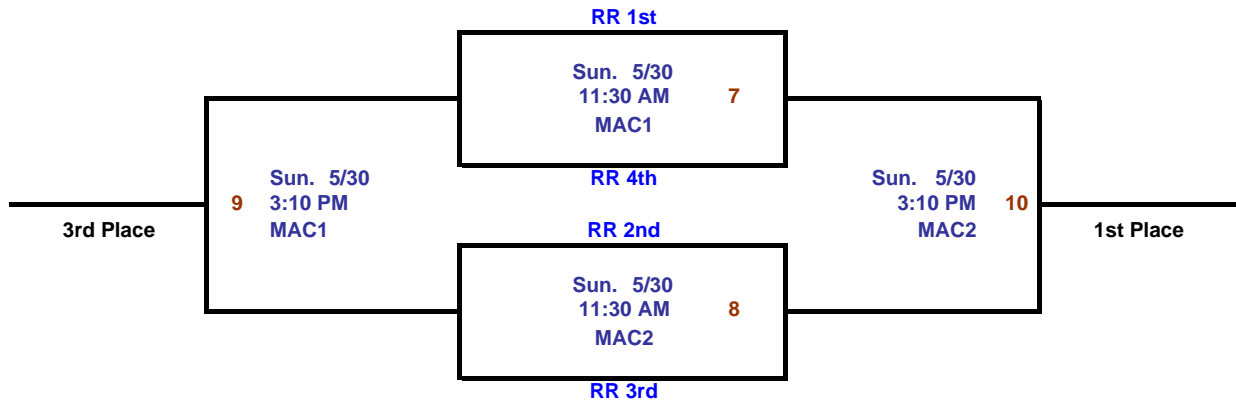 RR 1st
Sun. 5/30
11:30 AM 7
MAC1
RR 4th
Sun. 5/30
9 3:10 PM
MAC1
3rd Place
Sun. 5/30
3:10 PM 10
MAC2
1st Place
RR 2nd
Sun. 5/30
11:30 AM 8
MAC2
RR 3rd